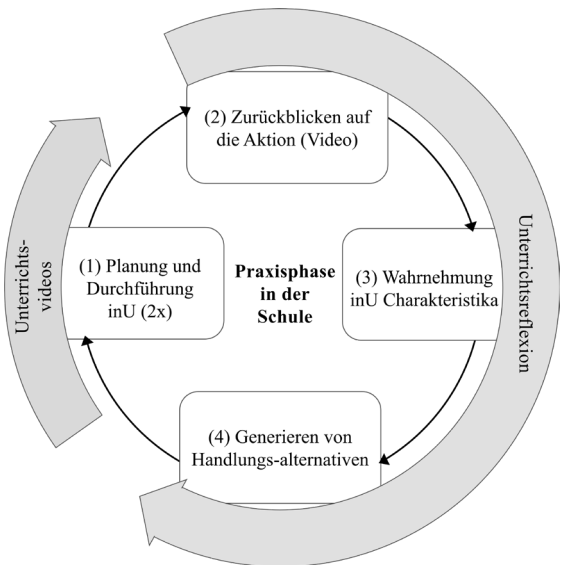 (2) Zurückblicken auf
die Aktion (Video)
Unterrichts-
videos
(1) Planung und
Durchführung
inU (2x)
Praxisphase
in der
Schule
(3) Wahrnehmung
inU Charakteristika
Unterrichtsreflexion
(4) Generieren von
Handlungs-alternativen